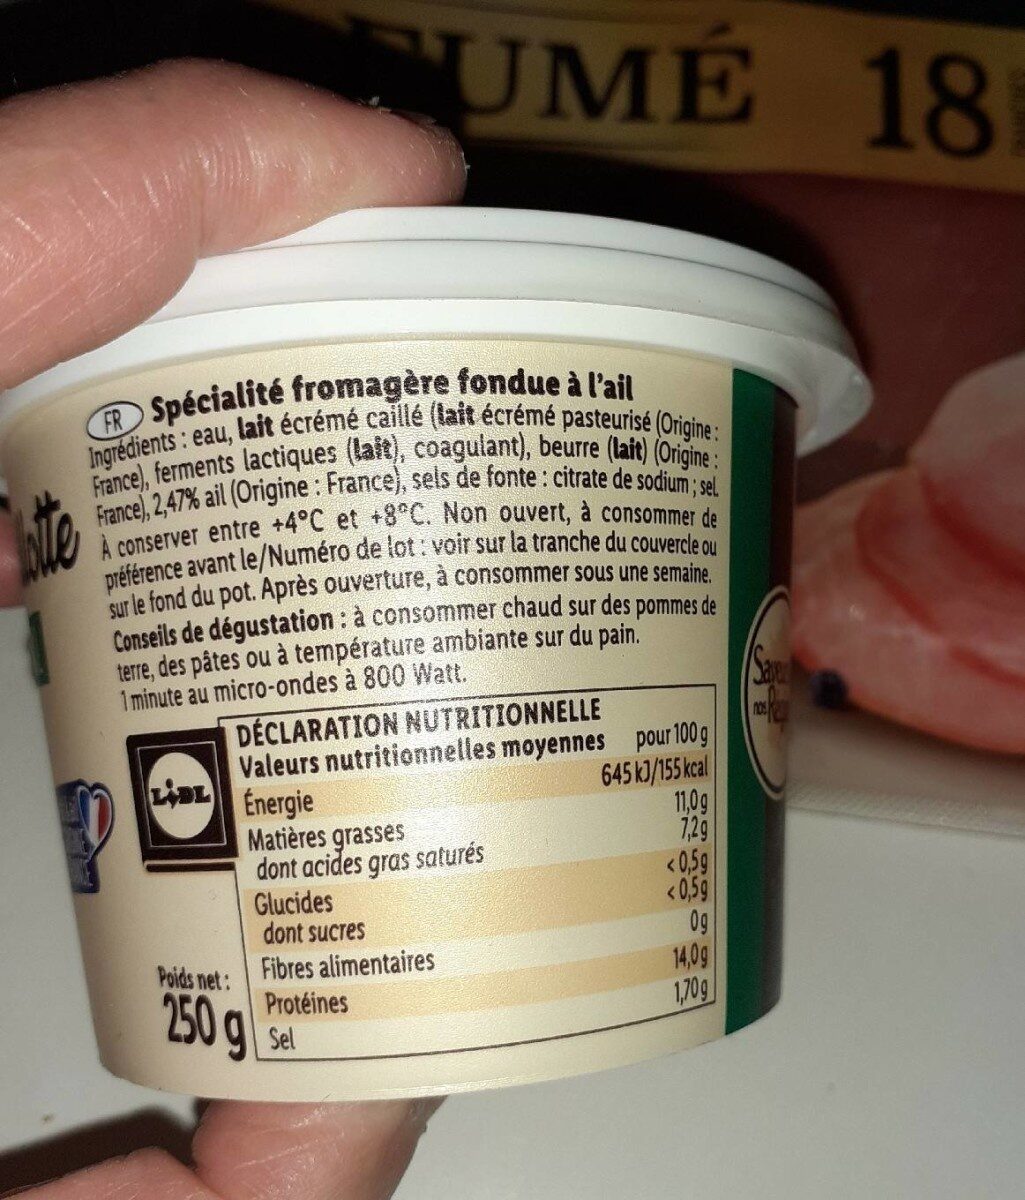 UMÉ 18
FR Spécialité fromagère fondue à l'ail
Ingrédients : eau, lait écrémé caillé (lait écrémé pasteurisé (Origine :
France), ferments lactiques (lait), coagulant), beurre (lait) (Origine :
France), 2,47% ail (Origine : France), sels de fonte : citrate de sodium ; sel.
À conserver entre +4°C et +8°C. Non ouvert, à consommer de
préférence avant le/Numéro de lot : voir sur la tranche du couvercle ou
sur le fond du pot. Après ouverture, à consommer sous une semaine.
Conseils de dégustation : à consommer chaud sur des pommes de
terre, des pâtes ou à température ambiante sur du pain.
1 minute au micro-ondes à 800 Watt.
LiDL
DÉCLARATION NUTRITIONNELLE
Valeurs nutritionnelles moyennes pour 100 g
Énergie 645 kJ/155 kcal
Matières grasses 11,0g
dont acides gras saturés 7,2g
Glucides <0,5g
dont sucres <0,5g
Fibres alimentaires 0g
Protéines 14,0g
Sel 1,70g
Poids net :
250 g
nos